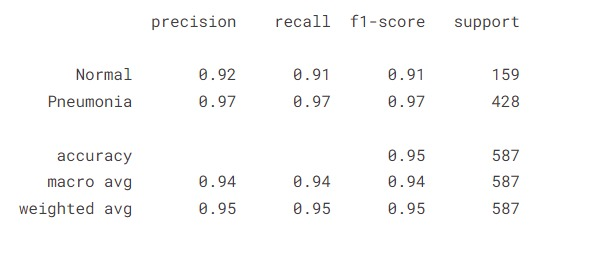 precision recall f1-score support
Normal 0.92 0.91 0.91 159
Pneumonia 0.97 0.97 0.97 428
accuracy 0.95 587
macro avg 0.94 0.94 0.94 587
weighted avg 0.95 0.95 0.95 587